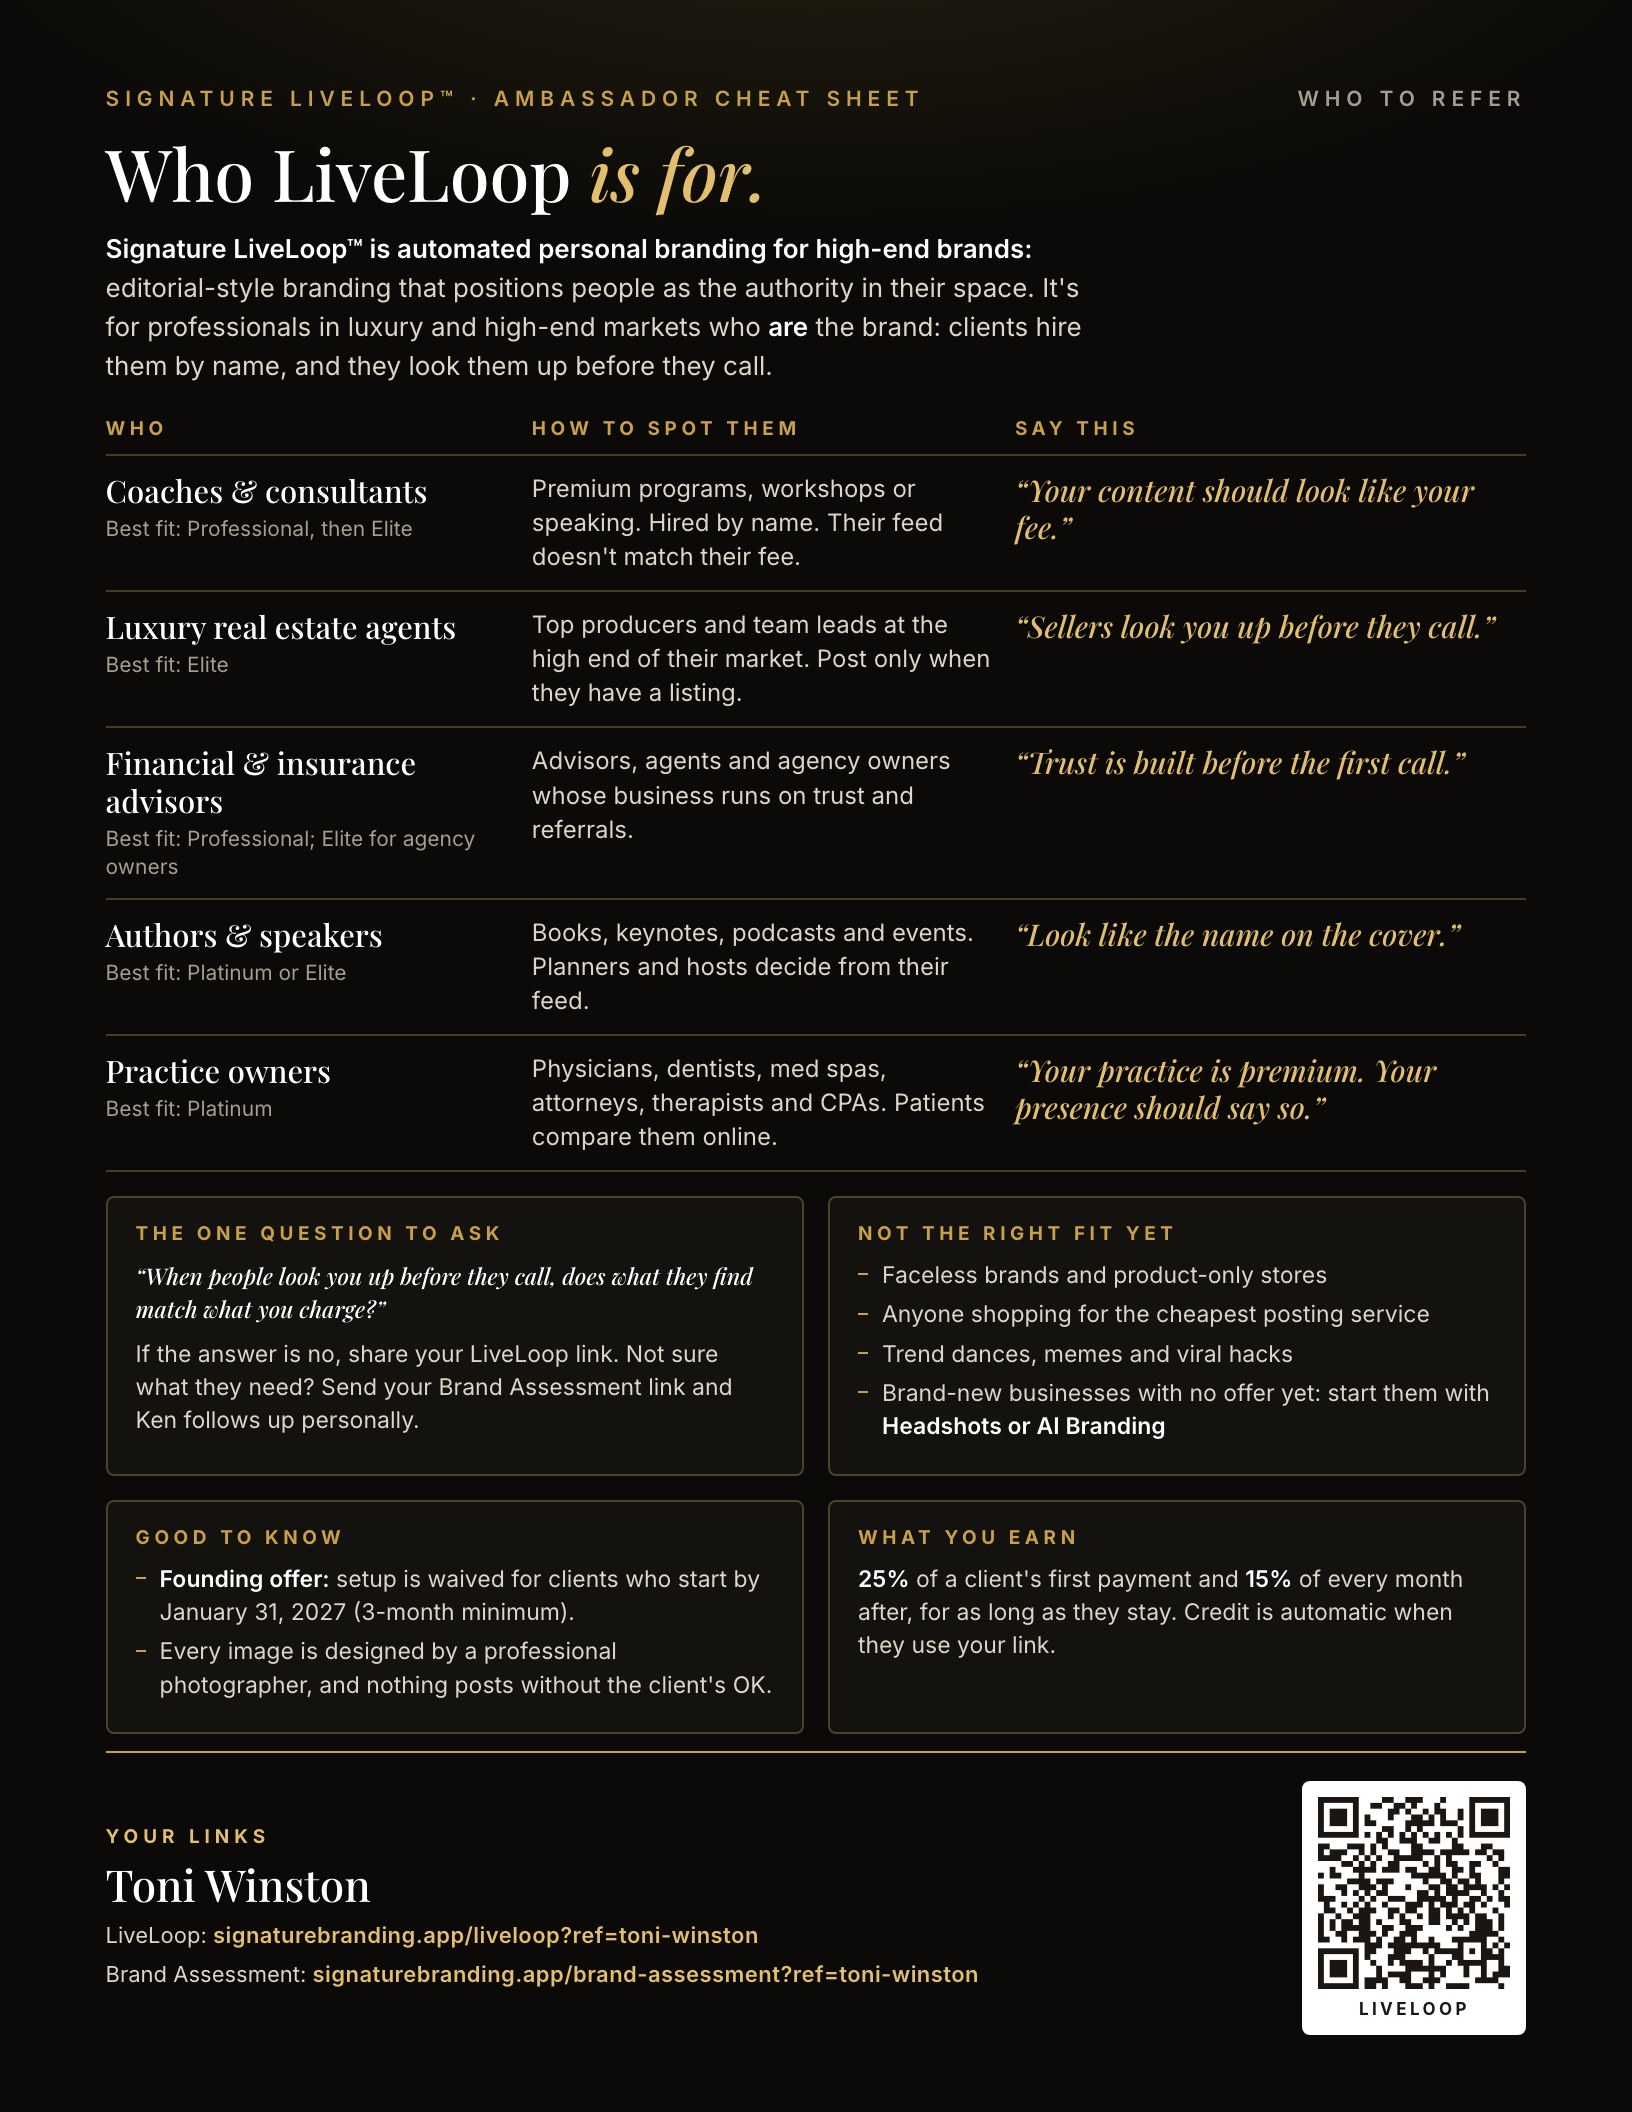 SIGNATURE LIVELOOP™ · AMBASSADOR CHEAT SHEET
WHO TO REFER
Who LiveLoop is for.
Signature LiveLoop™ is automated personal branding for high-end brands:
editorial-style branding that positions people as the authority in their space. It's
for professionals in luxury and high-end markets who are the brand: clients hire
them by name, and they look them up before they call.
WHO
HOW TO SPOT THEM
SAY THIS
Coaches & consultants
Best fit: Professional, then Elite
Premium programs, workshops or
speaking. Hired by name. Their feed
doesn't match their fee.
“Your content should look like your
fee.”
Luxury real estate agents
Best fit: Elite
Top producers and team leads at the
high end of their market. Post only when
they have a listing.
“Sellers look you up before they call.”
Financial & insurance
advisors
Best fit: Professional; Elite for agency
owners
Advisors, agents and agency owners
whose business runs on trust and
referrals.
“Trust is built before the first call.”
Authors & speakers
Best fit: Platinum or Elite
Books, keynotes, podcasts and events.
Planners and hosts decide from their
feed.
“Look like the name on the cover.”
Practice owners
Best fit: Platinum
Physicians, dentists, med spas,
attorneys, therapists and CPAs. Patients
compare them online.
“Your practice is premium. Your
presence should say so.”
THE ONE QUESTION TO ASK
“When people look you up before they call, does what they find
match what you charge?”
If the answer is no, share your LiveLoop link. Not sure
what they need? Send your Brand Assessment link and
Ken follows up personally.
NOT THE RIGHT FIT YET
– Faceless brands and product-only stores
– Anyone shopping for the cheapest posting service
– Trend dances, memes and viral hacks
– Brand-new businesses with no offer yet: start them with
Headshots or AI Branding
GOOD TO KNOW
– Founding offer: setup is waived for clients who start by
January 31, 2027 (3-month minimum).
– Every image is designed by a professional
photographer, and nothing posts without the client's OK.
WHAT YOU EARN
25% of a client's first payment and 15% of every month
after, for as long as they stay. Credit is automatic when
they use your link.
YOUR LINKS
Toni Winston
LiveLoop: signaturebranding.app/liveloop?ref=toni-winston
Brand Assessment: signaturebranding.app/brand-assessment?ref=toni-winston
LIVELOOP